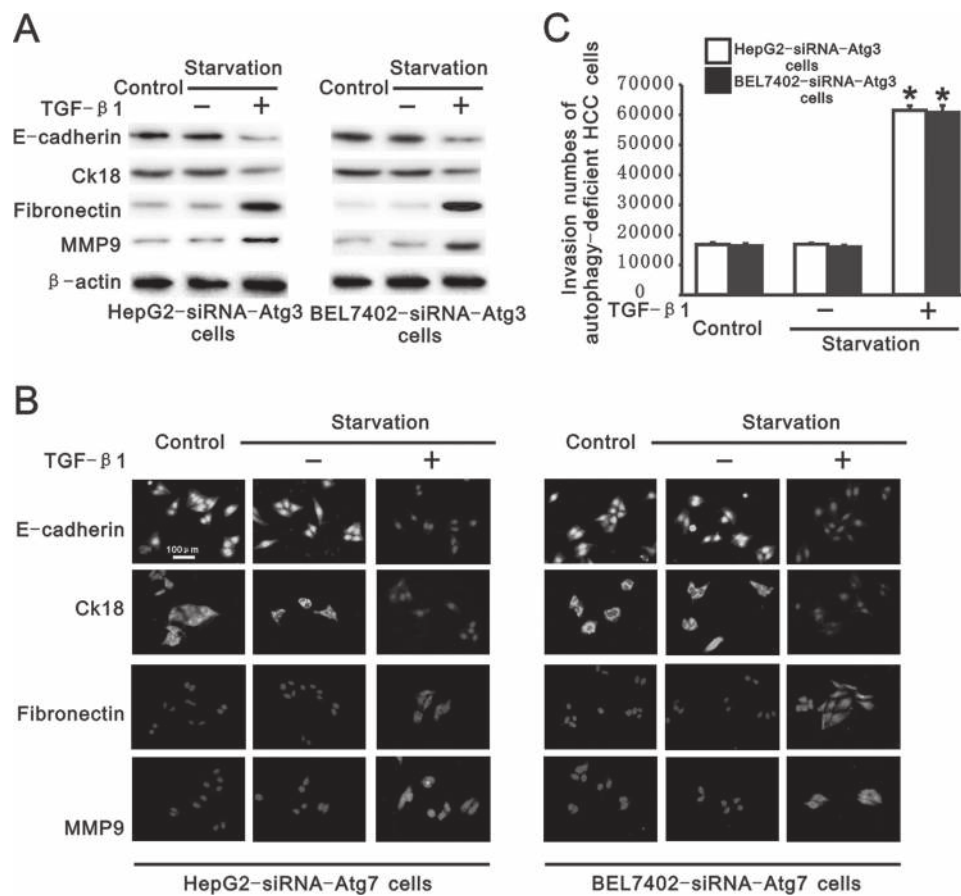 A
Starvation
Control
TGF-β1 − +
E-cadherin
Ck18
Fibronectin
MMP9
β-actin
HepG2-siRNA-Atg3
cells
Starvation
Control
− +
BEL7402-siRNA-Atg3
cells
C
HepG2-siRNA-Atg3
cells
BEL7402-siRNA-Atg3
cells
Invasion numbes of
autophagy-deficient HCC cells
70000
60000
50000
40000
30000
20000
10000
0
* *
TGF-β1 − +
Control
Starvation
B
Starvation
Control
TGF-β1 − +
E-cadherin
100μm
Ck18
Fibronectin
MMP9
HepG2-siRNA-Atg7 cells
Starvation
Control
− +
BEL7402-siRNA-Atg7 cells